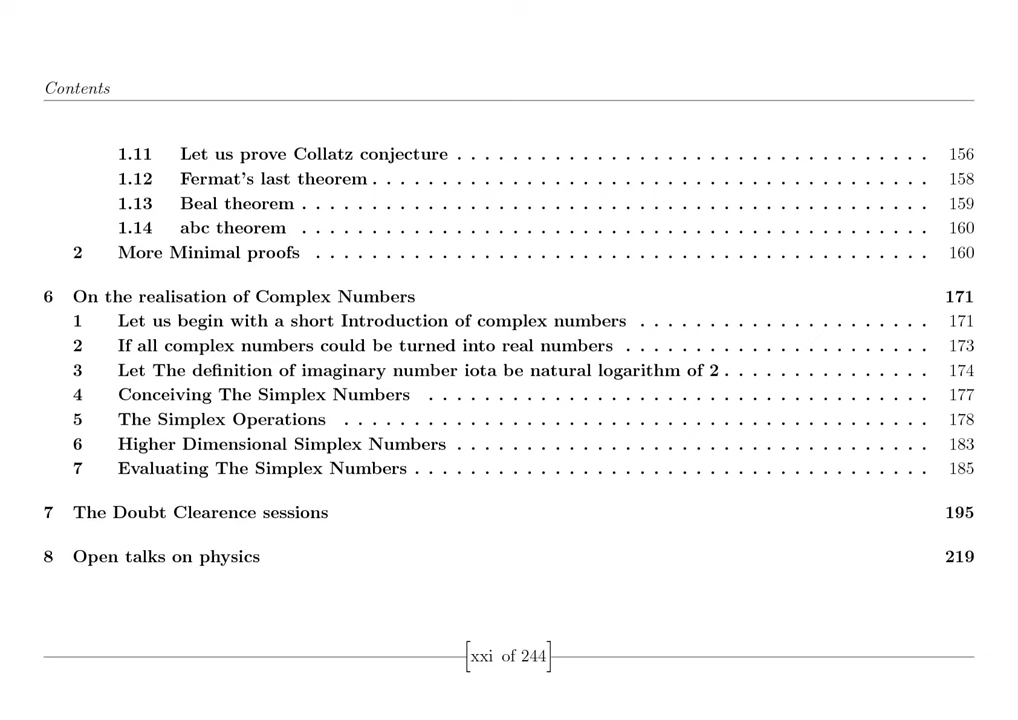 Contents
1.11 Let us prove Collatz conjecture . . . . . . . . . . . . . . . . . . . . . . . . . . . . . . . . . . 156
1.12 Fermat's last theorem . . . . . . . . . . . . . . . . . . . . . . . . . . . . . . . . . . . . . . . . 158
1.13 Beal theorem . . . . . . . . . . . . . . . . . . . . . . . . . . . . . . . . . . . . . . . . . . . . . 159
1.14 abc theorem . . . . . . . . . . . . . . . . . . . . . . . . . . . . . . . . . . . . . . . . . . . . . 160
2 More Minimal proofs . . . . . . . . . . . . . . . . . . . . . . . . . . . . . . . . . . . . . . . . . . . . 160
6 On the realisation of Complex Numbers 171
1 Let us begin with a short Introduction of complex numbers . . . . . . . . . . . . . . . . . . . . . 171
2 If all complex numbers could be turned into real numbers . . . . . . . . . . . . . . . . . . . . . . 173
3 Let The definition of imaginary number iota be natural logarithm of 2 . . . . . . . . . . . . . . . 174
4 Conceiving The Simplex Numbers . . . . . . . . . . . . . . . . . . . . . . . . . . . . . . . . . . . . 177
5 The Simplex Operations . . . . . . . . . . . . . . . . . . . . . . . . . . . . . . . . . . . . . . . . . . 178
6 Higher Dimensional Simplex Numbers . . . . . . . . . . . . . . . . . . . . . . . . . . . . . . . . . . 183
7 Evaluating The Simplex Numbers . . . . . . . . . . . . . . . . . . . . . . . . . . . . . . . . . . . . . 185
7 The Doubt Clearence sessions 195
8 Open talks on physics 219
[xxi of 244]